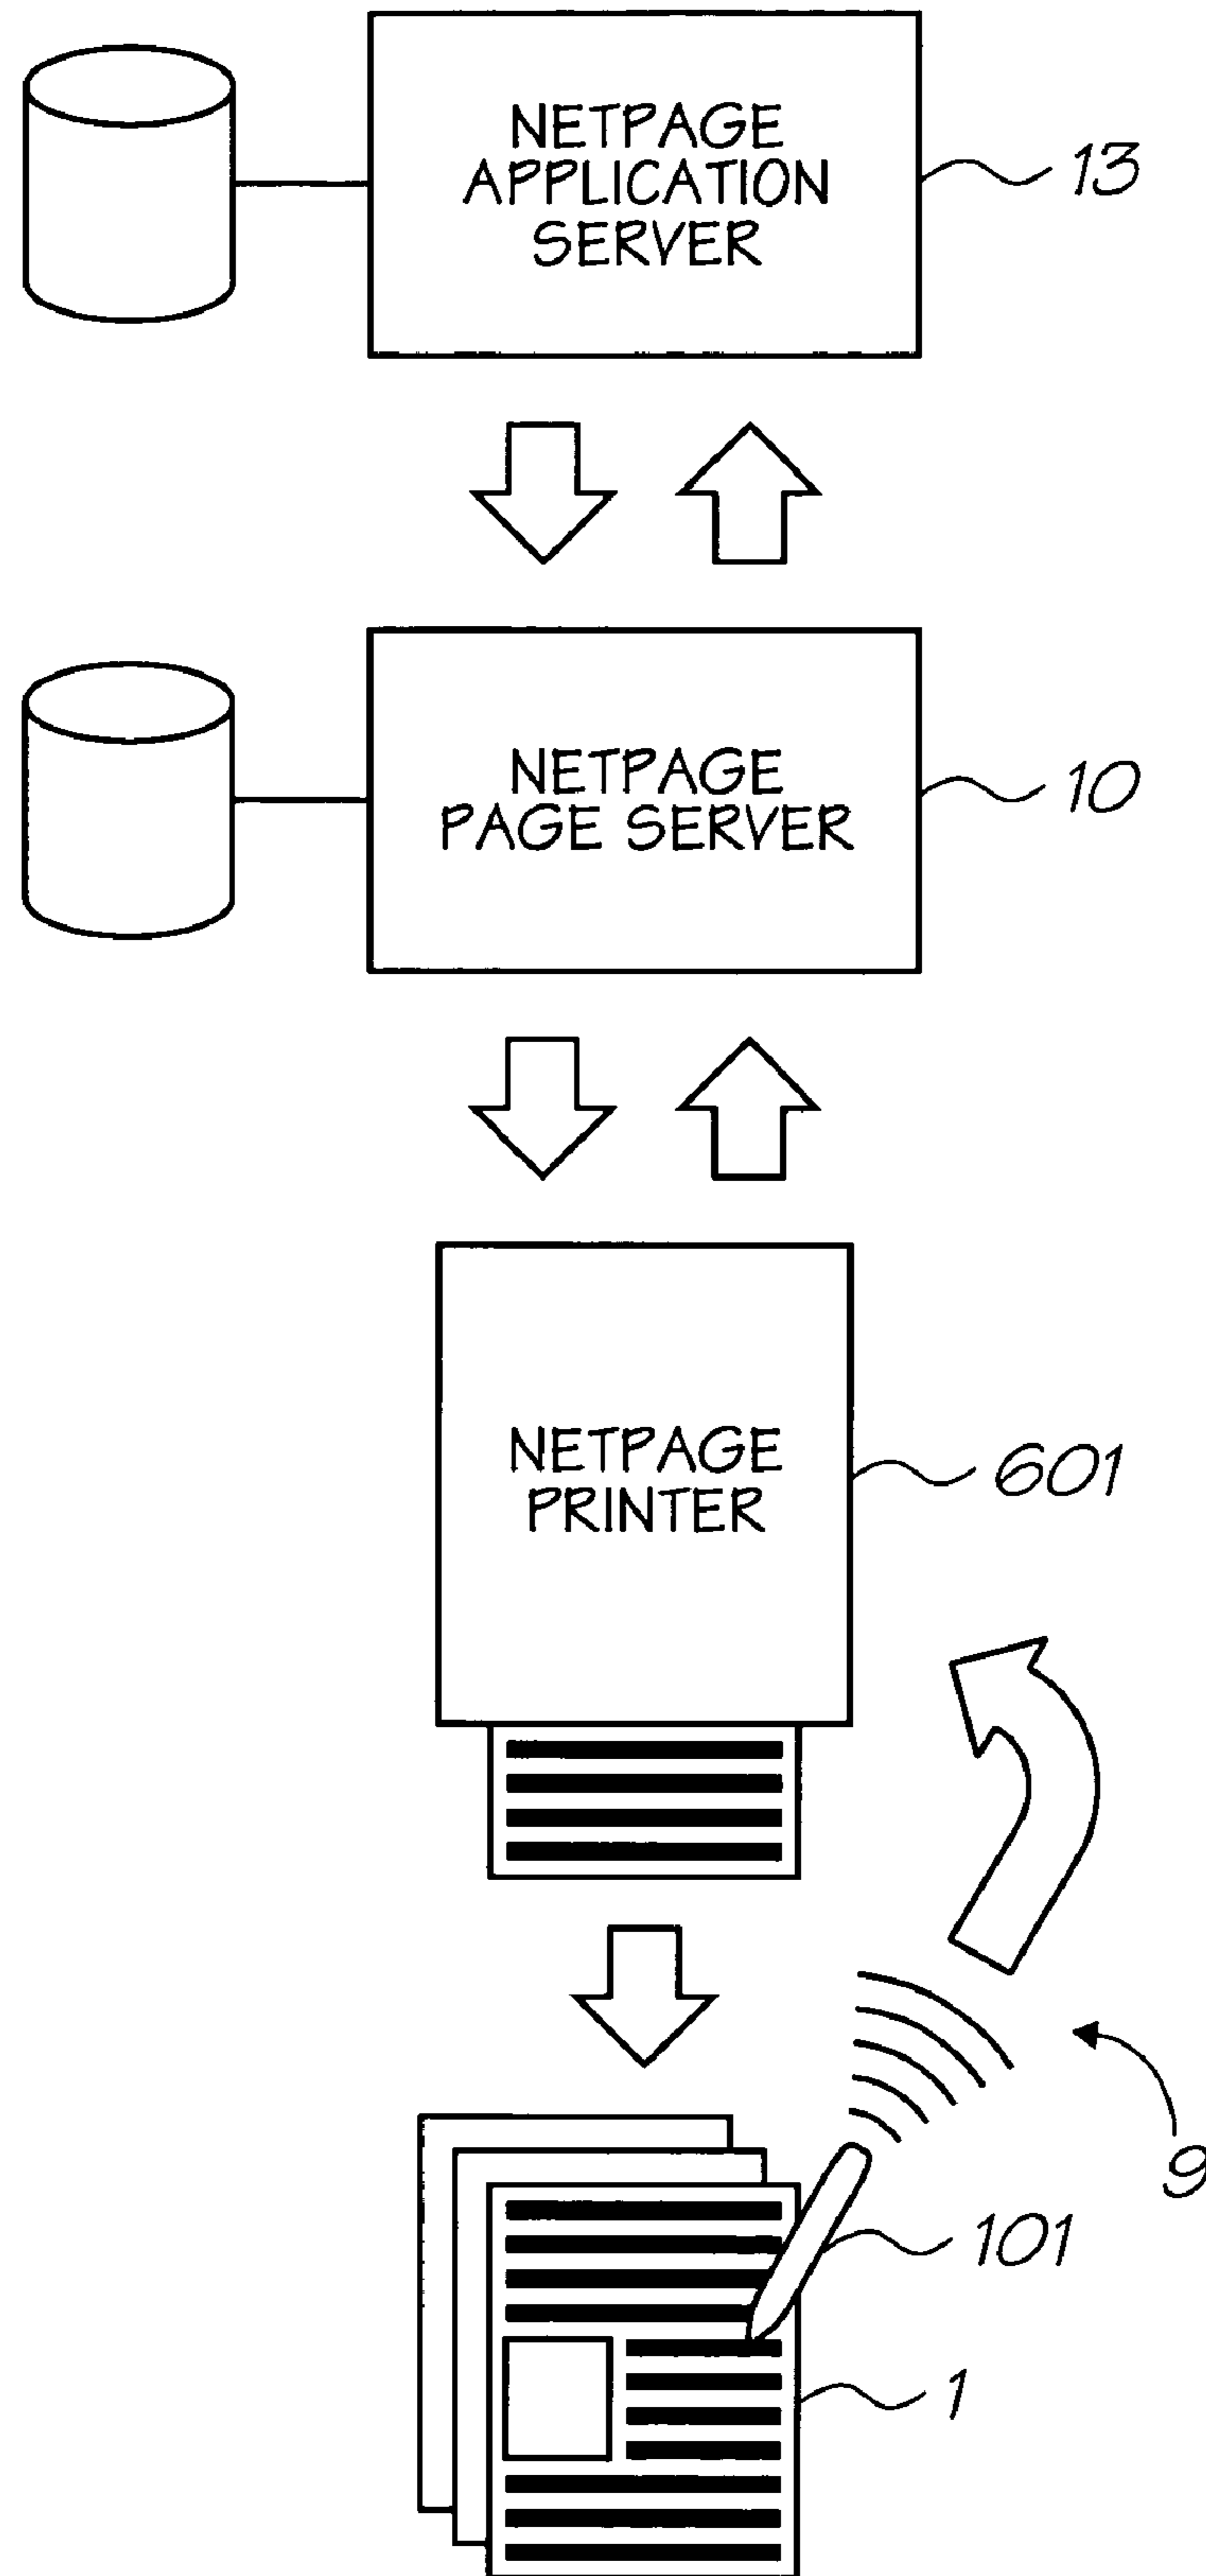 NETPAGE
APPLICATION
SERVER
13
NETPAGE
PAGE SERVER
10
NETPAGE
PRINTER
601
9
101
1